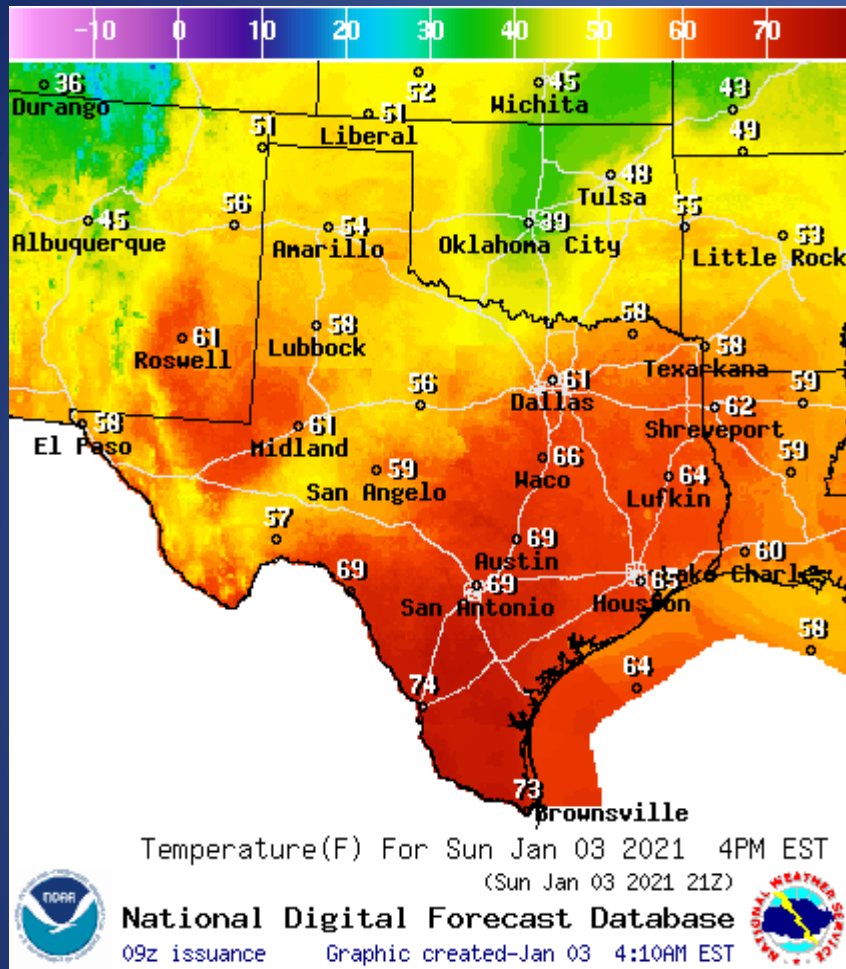 -10 0 10 20 30 40 50 60 70
36
Durango
52
51
Liberal
45
Wichita
43
51
49
48
Tulsa
45
Albuquerque
56
54
Amarillo
39
Oklahoma City
55
53
Little Rock
61
Roswell
58
Lubbock
58
58
Texarkana
56
61
Dallas
59
62
Shreveport
58
El Paso
61
Midland
59
San Angelo
66
Waco
64
Lufkin
59
57
69
Austin
60
Lake Charles
69
69
San Antonio
65
Houston
58
64
74
73
Brownsville
Temperature(F) For Sun Jan 03 2021 4PM EST
(Sun Jan 03 2021 21Z)
NOAA
National Digital Forecast Database
NATIONAL WEATHER SERVICE
09z issuance Graphic created-Jan 03 4:10AM EST